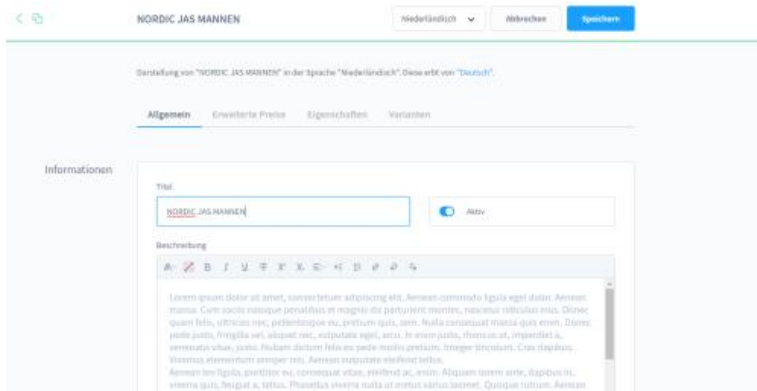 NORDIC JAS MANNEN
Niederländisch
Abbrechen
Speichern
Darstellung von "NORDIC JAS MANNEN" in der Sprache "Niederländisch". Diese erbt von "Deutsch".
Allgemein Erweiterte Preise Eigenschaften Varianten
Informationen
Titel
NORDIC JAS MANNEN
Aktiv
Beschreibung
Lorem ipsum dolor sit amet, consectetuer adipiscing elit. Aenean commodo ligula eget dolor. Aenean
massa. Cum sociis natoque penatibus et magnis dis parturient montes, nascetur ridiculus mus. Donec
quam felis, ultricies nec, pellentesque eu, pretium quis, sem. Nulla consequat massa quis enim. Donec
pede justo, fringilla vel, aliquet nec, vulputate eget, arcu. In enim justo, rhoncus ut, imperdiet a,
venenatis vitae, justo. Nullam dictum felis eu pede mollis pretium. Integer tincidunt. Cras dapibus.
Vivamus elementum semper nisi. Aenean vulputate eleifend tellus.
Aenean leo ligula, porttitor eu, consequat vitae, eleifend ac, enim. Aliquam lorem ante, dapibus in,
viverra quis, feugiat a, tellus. Phasellus viverra nulla ut metus varius laoreet. Quisque rutrum. Aenean